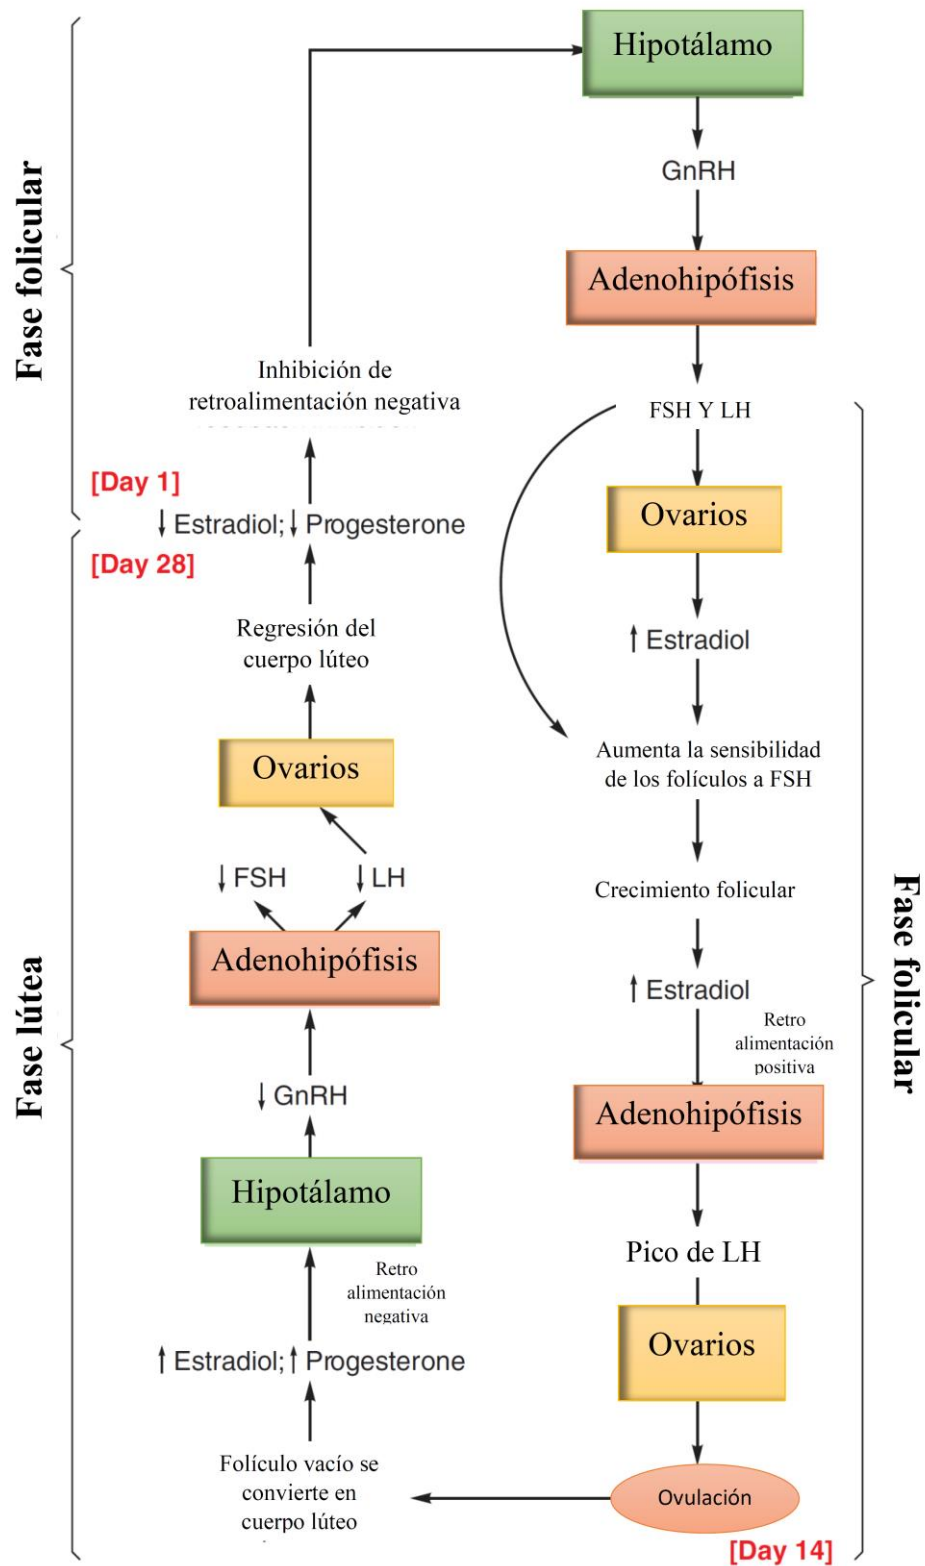 Fase folicular
Hipotálamo
GnRH
Adenohipófisis
FSH Y LH
Ovarios
↑ Estradiol
Aumenta la sensibilidad
de los folículos a FSH
Crecimiento folicular
↑ Estradiol
Retro
alimentación
positiva
Adenohipófisis
Pico de LH
Ovarios
Ovulación
[Day 14]
Fase folicular
Folículo vacío se
convierte en
cuerpo lúteo
↑ Estradiol; ↑ Progesterone
Retro
alimentación
negativa
Hipotálamo
↓ GnRH
Adenohipófisis
↓ FSH
↓ LH
Ovarios
Regresión del
cuerpo lúteo
Fase lútea
[Day 28]
↓ Estradiol; ↓ Progesterone
[Day 1]
Inhibición de
retroalimentación negativa